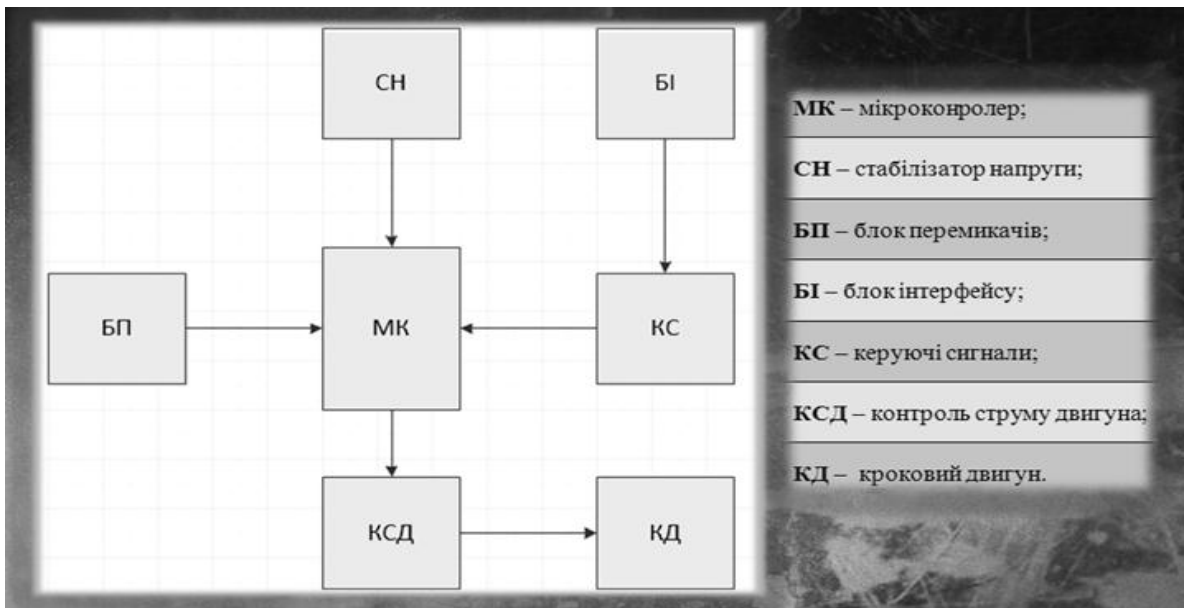 СН
БІ
БП
МК
КС
КСД
КД
МК – мікроконролер;
СН – стабілізатор напруги;
БП – блок перемикачів;
БІ – блок інтерфейсу;
КС – керуючі сигнали;
КСД – контроль струму двигуна;
КД – кроковий двигун.